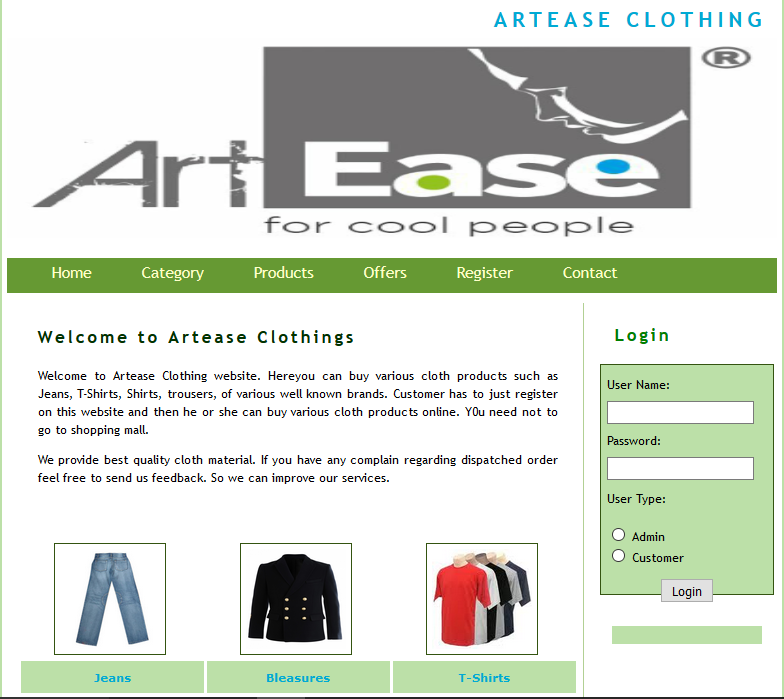 ARTEASE CLOTHING
®
Art Ease
for cool people
Home Category Products Offers Register Contact
Welcome to Artease Clothings
Welcome to Artease Clothing website. Hereyou can buy various cloth products such as
Jeans, T-Shirts, Shirts, trousers, of various well known brands. Customer has to just register
on this website and then he or she can buy various cloth products online. Y0u need not to
go to shopping mall.
We provide best quality cloth material. If you have any complain regarding dispatched order
feel free to send us feedback. So we can improve our services.
Jeans Bleasures T-Shirts
Login
User Name:
Password:
User Type:
Admin
Customer
Login